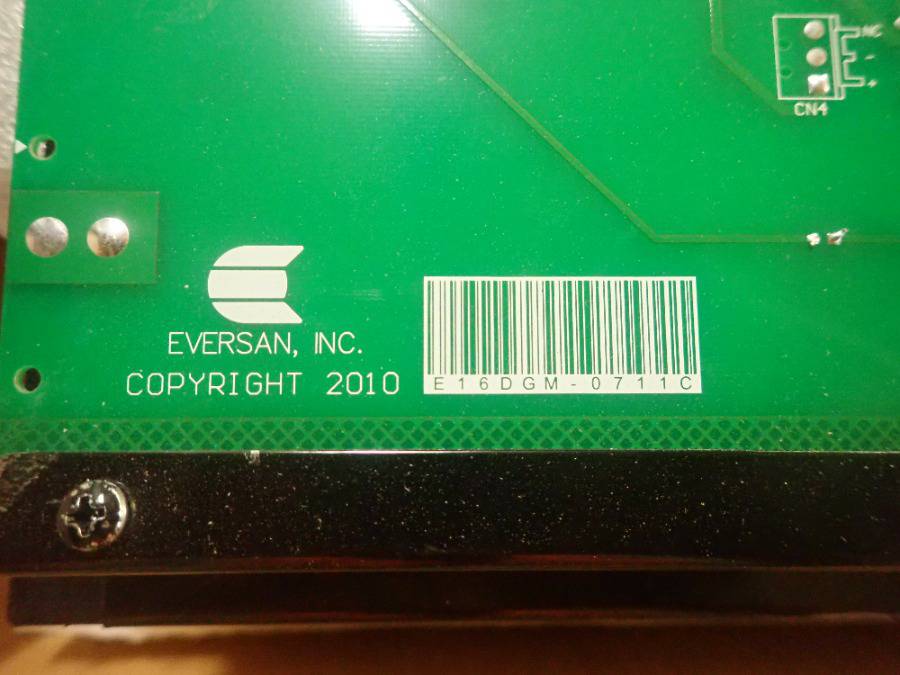 NC
-
+
CN4
EVERSAN, INC.
COPYRIGHT 2010
E16DGM-0711C